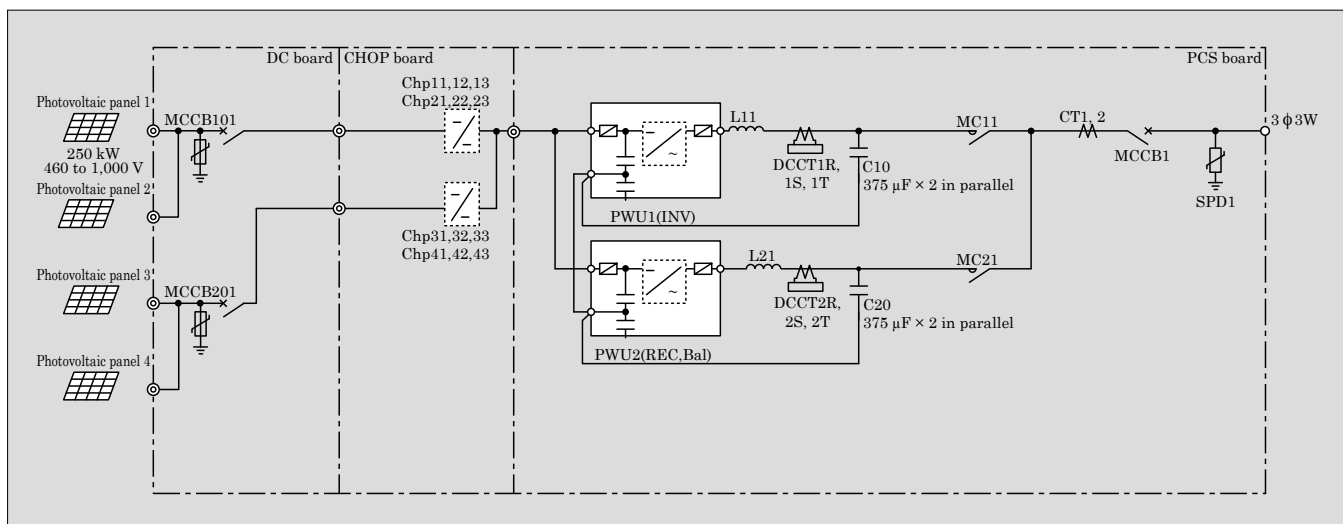 DC board
CHOP board
PCS board
Photovoltaic panel 1
250 kW
460 to 1,000 V
Photovoltaic panel 2
Photovoltaic panel 3
Photovoltaic panel 4
MCCB101
MCCB201
Chp11,12,13
Chp21,22,23
Chp31,32,33
Chp41,42,43
PWU1(INV)
L11
DCCT1R,
1S, 1T
C10
375 µF × 2 in parallel
MC11
PWU2(REC,Bal)
L21
DCCT2R,
2S, 2T
C20
375 µF × 2 in parallel
MC21
CT1, 2
MCCB1
SPD1
3 ϕ 3W